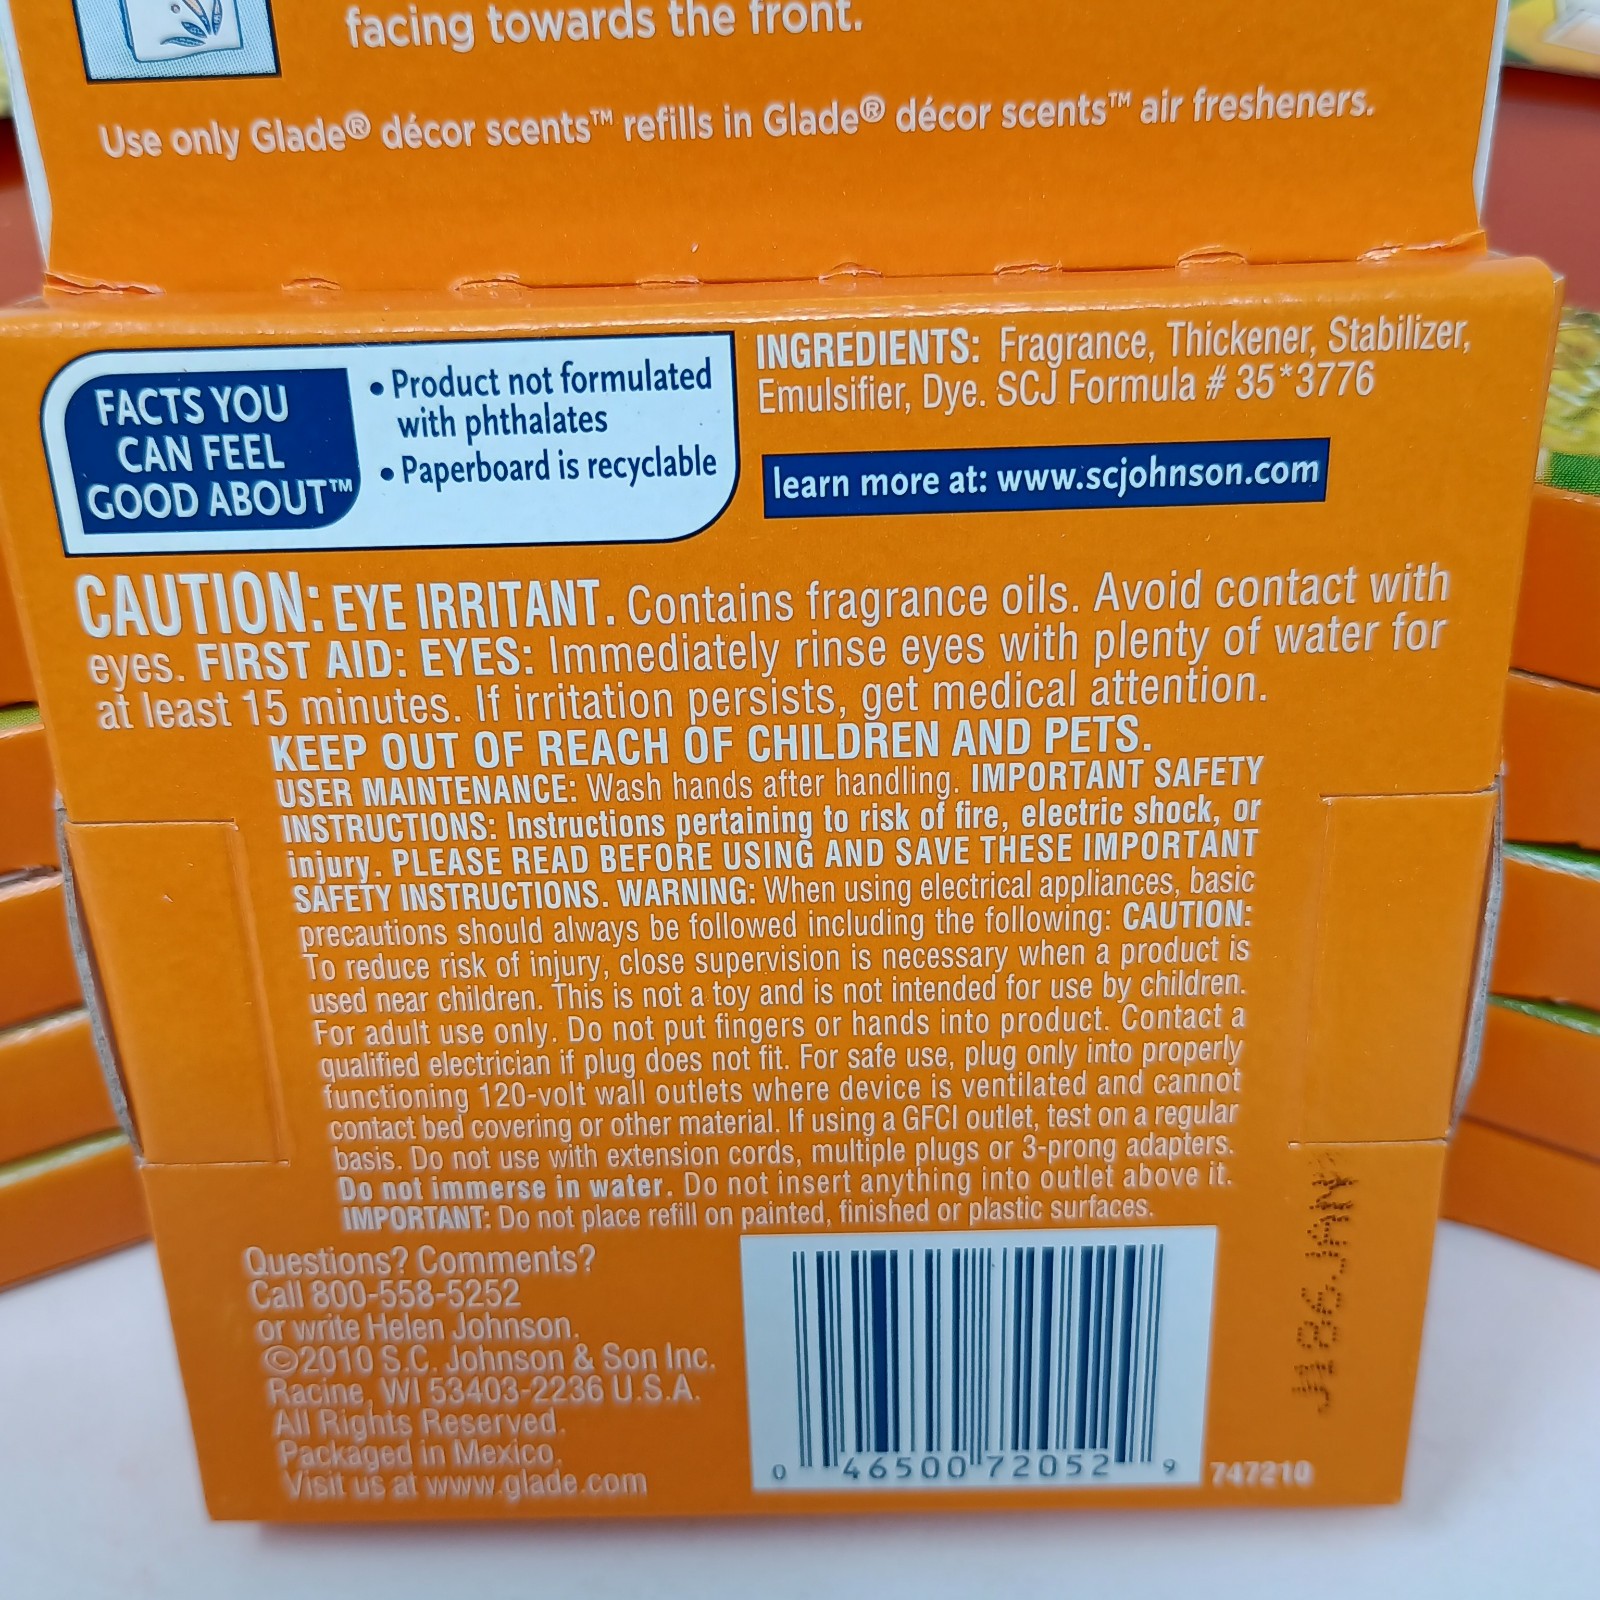 facing towards the front.
Use only Glade® décor scents™ refills in Glade® décor scents™ air fresheners.
FACTS YOU
CAN FEEL
GOOD ABOUT™
• Product not formulated
with phthalates
• Paperboard is recyclable
INGREDIENTS: Fragrance, Thickener, Stabilizer,
Emulsifier, Dye. SCJ Formula # 35*3776
learn more at: www.scjohnson.com
CAUTION: EYE IRRITANT. Contains fragrance oils. Avoid contact with
eyes. FIRST AID: EYES: Immediately rinse eyes with plenty of water for
at least 15 minutes. If irritation persists, get medical attention.
KEEP OUT OF REACH OF CHILDREN AND PETS.
USER MAINTENANCE: Wash hands after handling. IMPORTANT SAFETY
INSTRUCTIONS: Instructions pertaining to risk of fire, electric shock, or
injury. PLEASE READ BEFORE USING AND SAVE THESE IMPORTANT
SAFETY INSTRUCTIONS. WARNING: When using electrical appliances, basic
precautions should always be followed including the following: CAUTION:
To reduce risk of injury, close supervision is necessary when a product is
used near children. This is not a toy and is not intended for use by children.
For adult use only. Do not put fingers or hands into product. Contact a
qualified electrician if plug does not fit. For safe use, plug only into properly
functioning 120-volt wall outlets where device is ventilated and cannot
contact bed covering or other material. If using a GFCI outlet, test on a regular
basis. Do not use with extension cords, multiple plugs or 3-prong adapters.
Do not immerse in water. Do not insert anything into outlet above it.
IMPORTANT: Do not place refill on painted, finished or plastic surfaces.
Questions? Comments?
Call 800-558-5252
or write Helen Johnson.
©2010 S.C. Johnson & Son Inc.
Racine, WI 53403-2236 U.S.A.
All Rights Reserved.
Packaged in Mexico.
Visit us at www.glade.com
0 46500 72052 9
747210